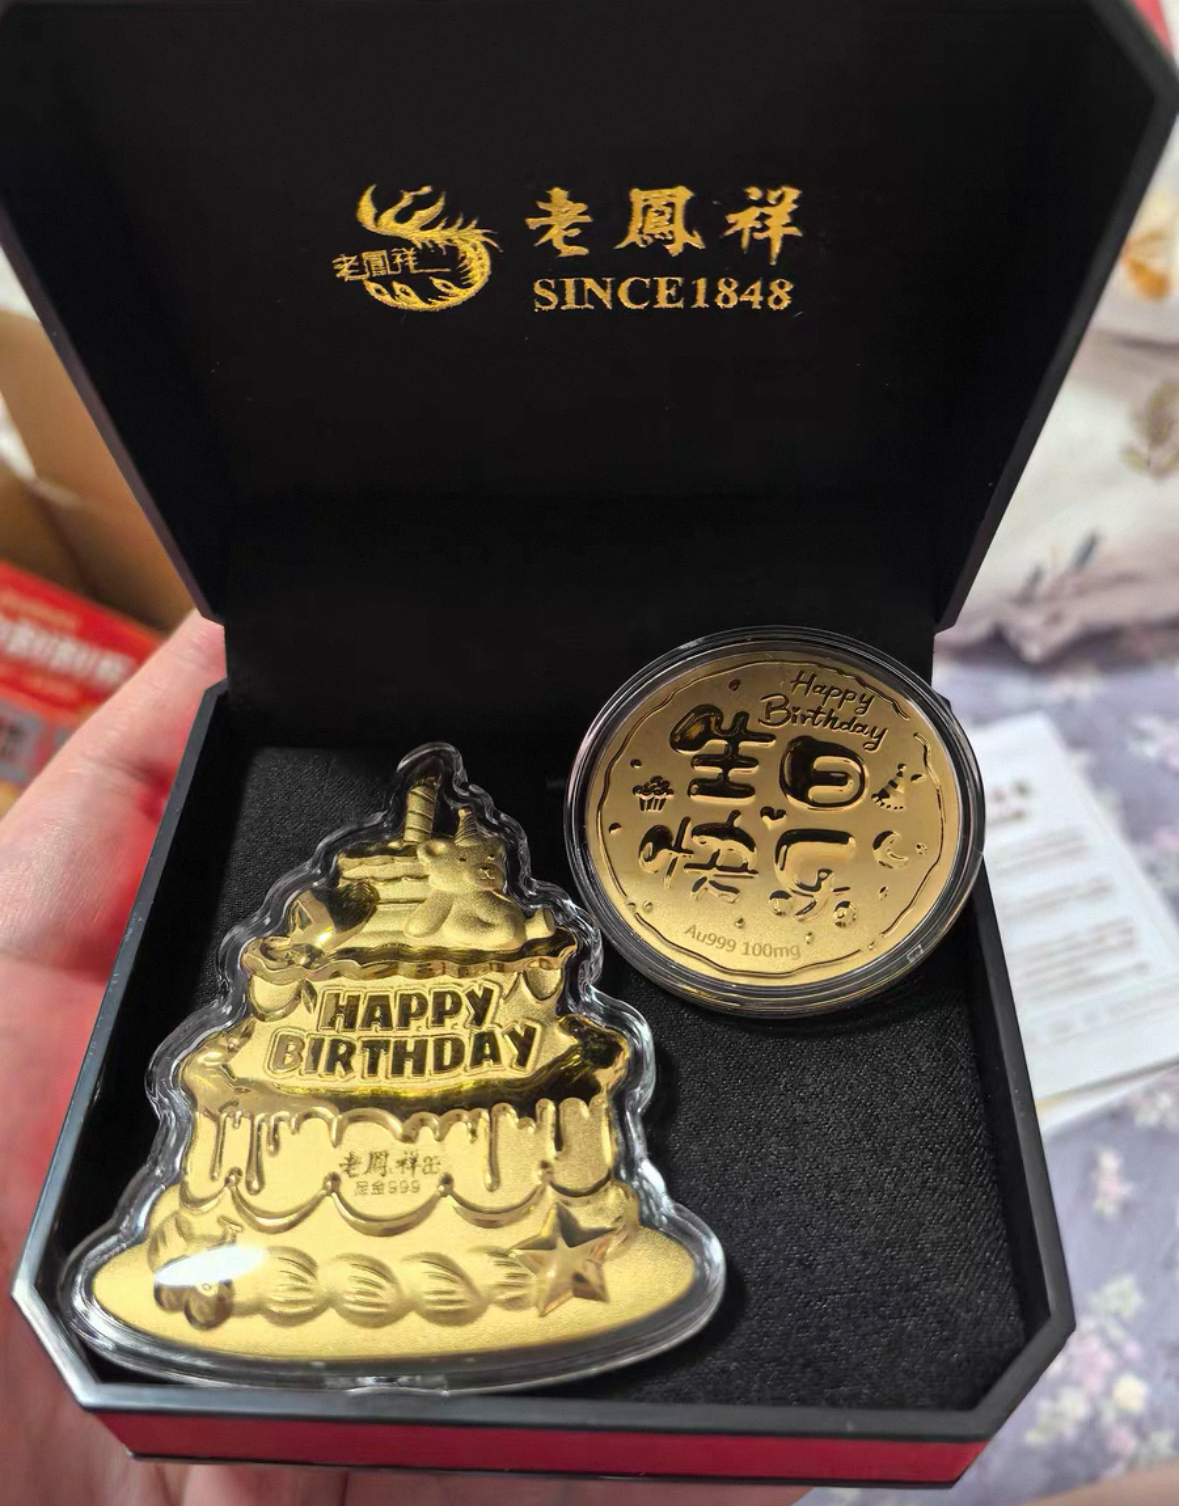 老鳳祥
老鳳祥
SINCE1848
Happy
Birthday
生日
快乐
Au999 100mg
HAPPY
BIRTHDAY
老鳳祥
足金999